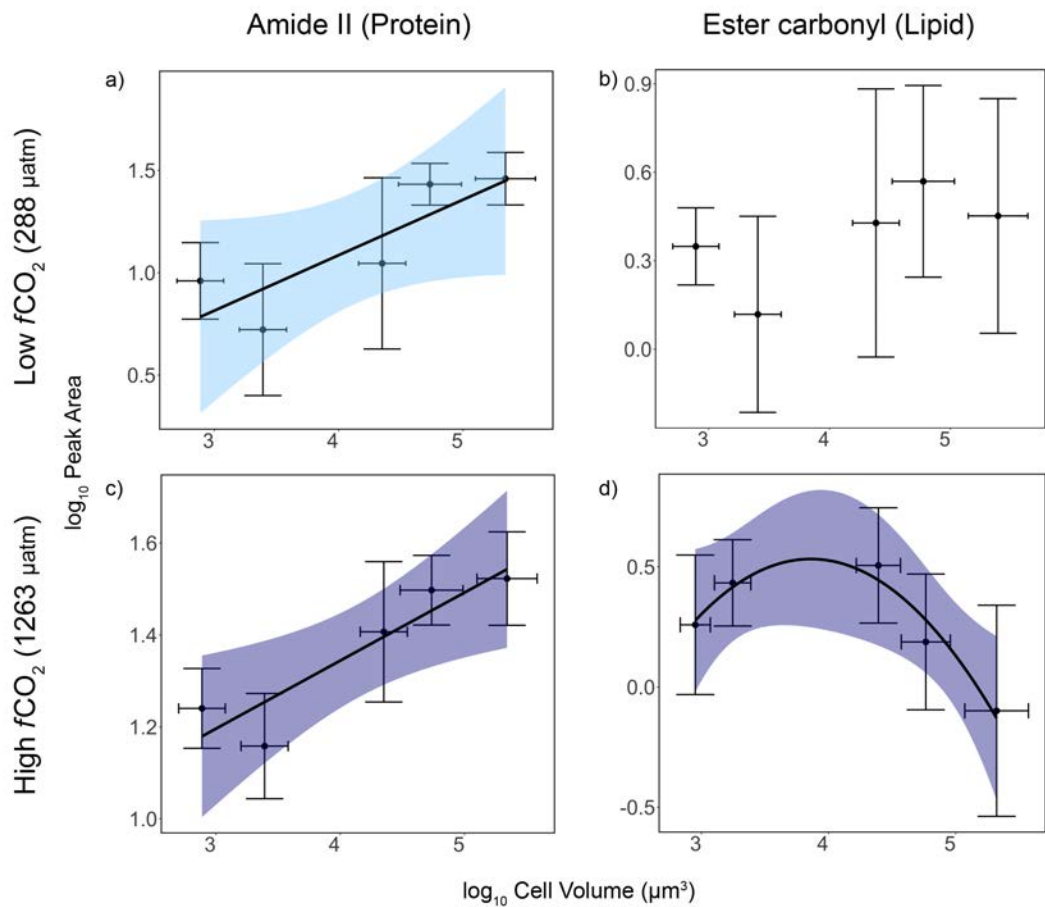 Amide II (Protein)
Ester carbonyl (Lipid)
Low fCO₂ (288 µatm)
High fCO₂ (1263 µatm)
log₁₀ Peak Area
a)
1.5
1.0
0.5
3 4 5
b)
0.9
0.6
0.3
0.0
3 4 5
c)
1.6
1.4
1.2
1.0
3 4 5
d)
0.5
0.0
-0.5
3 4 5
log₁₀ Cell Volume (µm³)